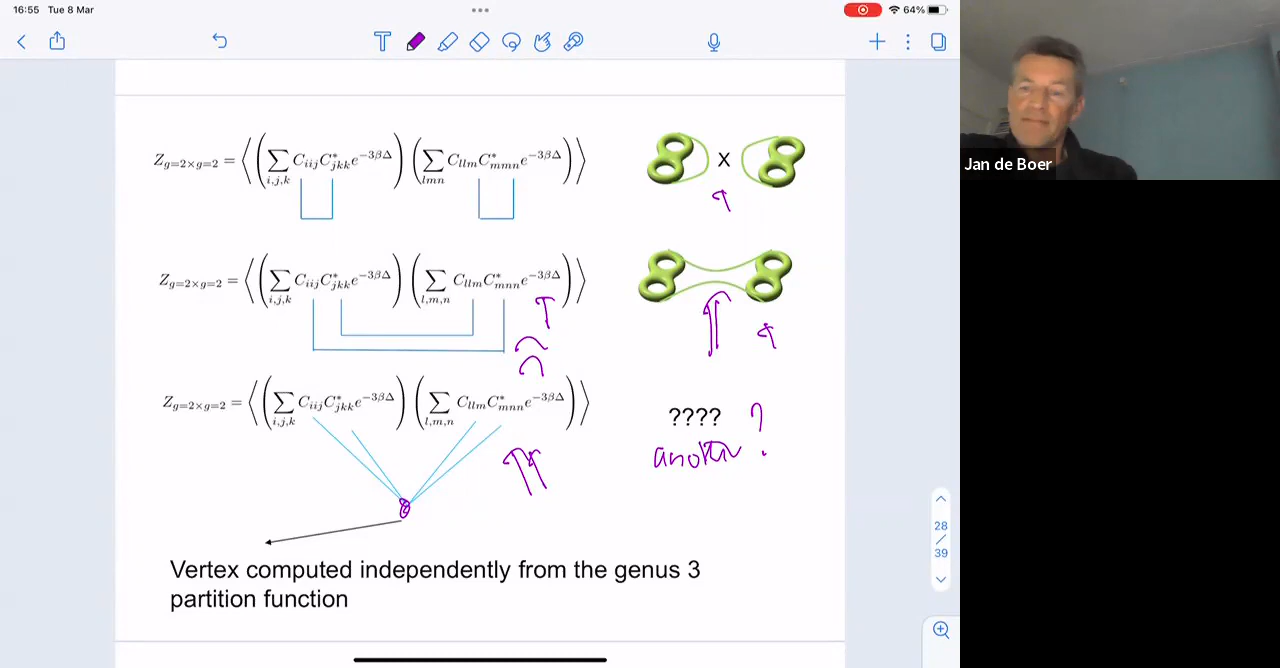 16:55 Tue 8 Mar
64%
Z_{g=2×g=2} = ⟨(∑_{i,j,k} C_{iij}C*_{jkk}e^{-3βΔ})(∑_{lmn} C_{llm}C*_{mmn}e^{-3βΔ})⟩ X
Z_{g=2×g=2} = ⟨(∑_{i,j,k} C_{iij}C*_{jkk}e^{-3βΔ})(∑_{l,m,n} C_{llm}C*_{mnn}e^{-3βΔ})⟩
Z_{g=2×g=2} = ⟨(∑_{i,j,k} C_{iij}C*_{jkk}e^{-3βΔ})(∑_{l,m,n} C_{llm}C*_{mnn}e^{-3βΔ})⟩ ???? ?
Vertex computed independently from the genus 3
partition function
28
/
39
Jan de Boer